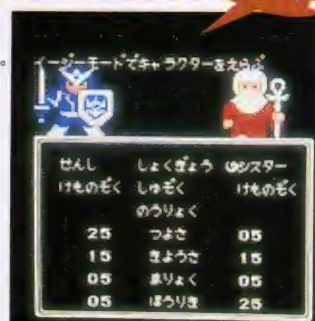 イージーモードでキャラクターをえらぶ
せんし しょくぎょう シスター
けものぞく しゅぞく けものぞく
のうりょく
25 つよさ 05
15 きようさ 15
05 まりょく 05
05 ほうりき 25